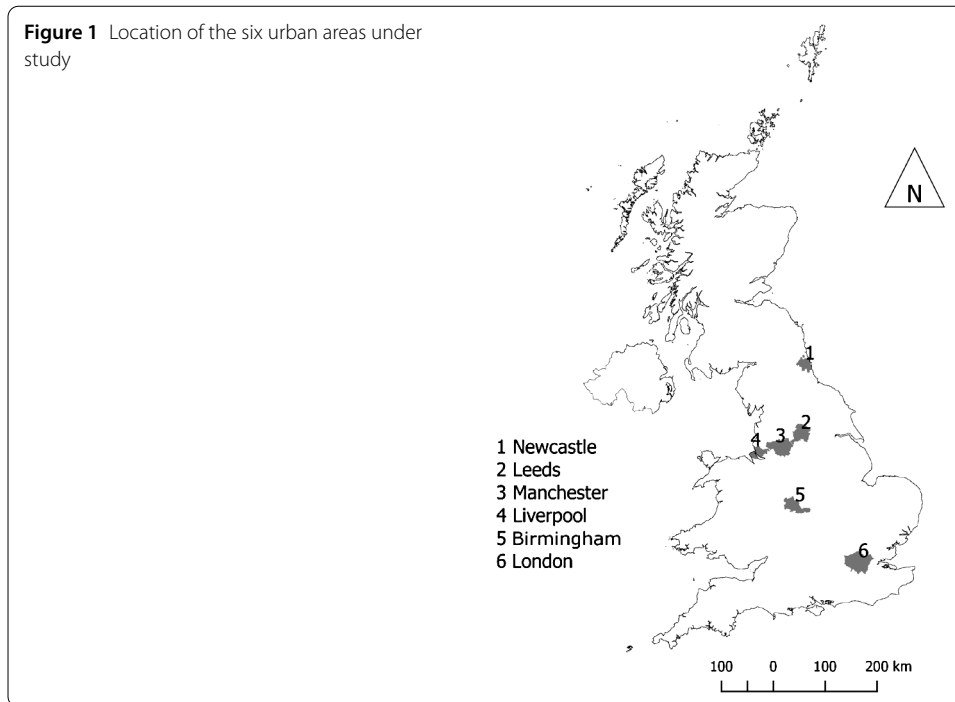 Figure 1 Location of the six urban areas under
study
N
1
2
3
4
5
6
1 Newcastle
2 Leeds
3 Manchester
4 Liverpool
5 Birmingham
6 London
100 0 100 200 km